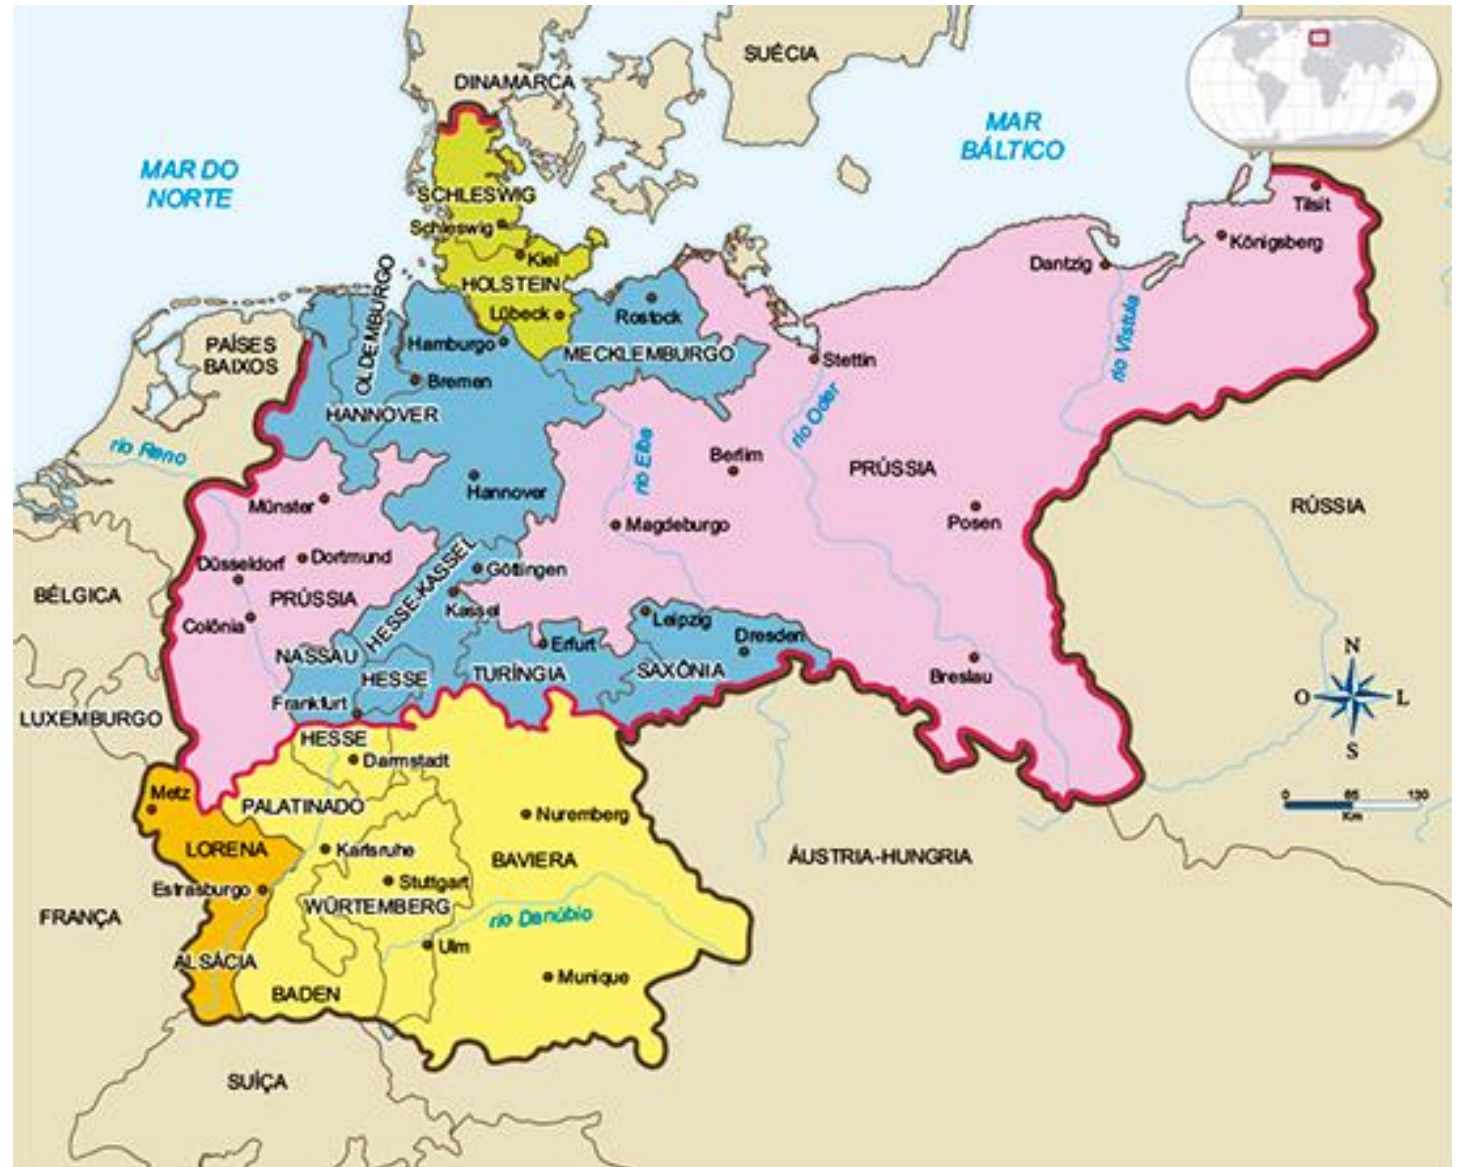 SUÉCIA
DINAMARCA
MAR DO
NORTE
MAR
BÁLTICO
SCHLESWIG
Schleswig
Kiel
HOLSTEIN
Lübeck
Tilsit
Königsberg
Dantzig
rio Vístula
OLDEMBURGO
Rostock
Hamburgo
MECKLEMBURGO
Stettin
PAÍSES
BAIXOS
Bremen
HANNOVER
rio Reno
rio Elba
rio Oder
Berlim
PRÚSSIA
Hannover
Münster
Magdeburgo
Posen
RÚSSIA
Düsseldorf
Dortmund
HESSE-KASSEL
Göttingen
BÉLGICA
PRÚSSIA
Kassel
Colônia
Leipzig
Erfurt
Dresden
NASSAU
HESSE
TURÍNGIA
SAXÔNIA
Breslau
Frankfurt
LUXEMBURGO
N
O
L
S
HESSE
Darmstadt
Metz
PALATINADO
Nuremberg
0 65 130
Km
LORENA
Karlsruhe
BAVIERA
ÁUSTRIA-HUNGRIA
Estrasburgo
Stuttgart
WÜRTEMBERG
FRANÇA
rio Danúbio
Ulm
ALSÁCIA
Munique
BADEN
SUÍÇA